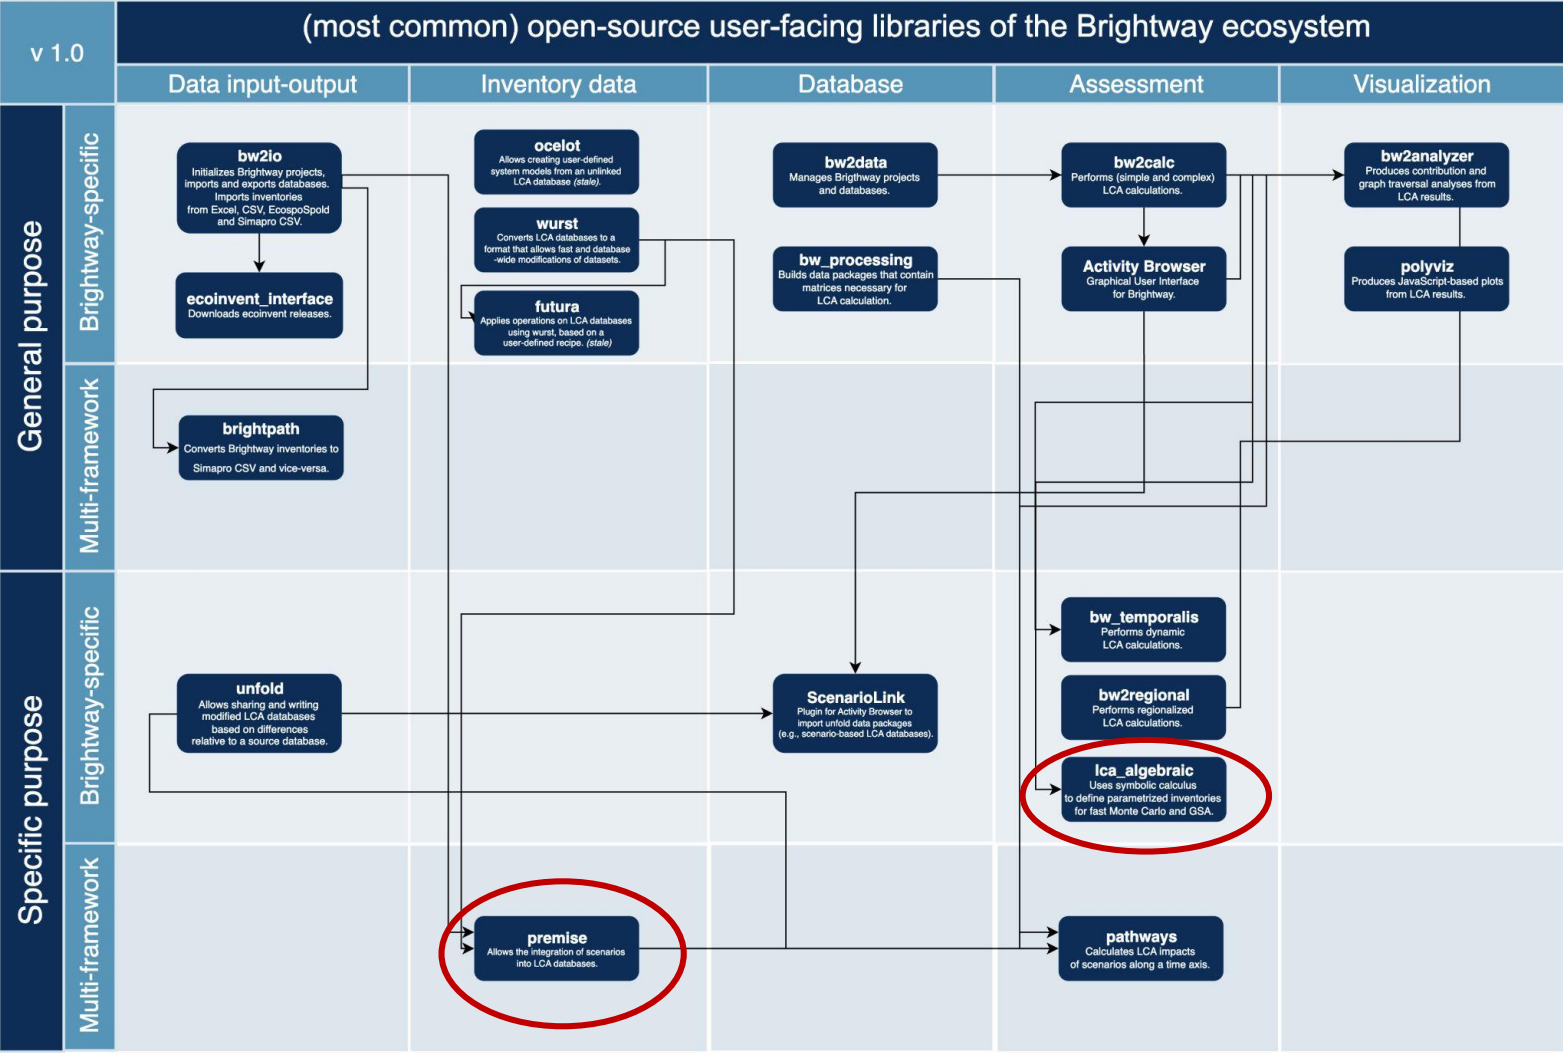 v 1.0
(most common) open-source user-facing libraries of the Brightway ecosystem
Data input-output
Inventory data
Database
Assessment
Visualization
General purpose
Brightway-specific
bw2io
Initializes Brightway projects,
imports and exports databases.
Imports inventories
from Excel, CSV, EcospoSpold
and Simapro CSV.
ecoinvent_interface
Downloads ecoinvent releases.
ocelot
Allows creating user-defined
system models from an unlinked
LCA database (stale).
wurst
Converts LCA databases to a
format that allows fast and database
-wide modifications of datasets.
futura
Applies operations on LCA databases
using wurst, based on a
user-defined recipe. (stale)
bw2data
Manages Brigthway projects
and databases.
bw_processing
Builds data packages that contain
matrices necessary for
LCA calculation.
bw2calc
Performs (simple and complex)
LCA calculations.
Activity Browser
Graphical User Interface
for Brightway.
bw2analyzer
Produces contribution and
graph traversal analyses from
LCA results.
polyviz
Produces JavaScript-based plots
from LCA results.
Multi-framework
brightpath
Converts Brightway inventories to
Simapro CSV and vice-versa.
Specific purpose
Brightway-specific
unfold
Allows sharing and writing
modified LCA databases
based on differences
relative to a source database.
ScenarioLink
Plugin for Activity Browser to
import unfold data packages
(e.g., scenario-based LCA databases).
bw_temporalis
Performs dynamic
LCA calculations.
bw2regional
Performs regionalized
LCA calculations.
lca_algebraic
Uses symbolic calculus
to define parametrized inventories
for fast Monte Carlo and GSA.
Multi-framework
premise
Allows the integration of scenarios
into LCA databases.
pathways
Calculates LCA impacts
of scenarios along a time axis.